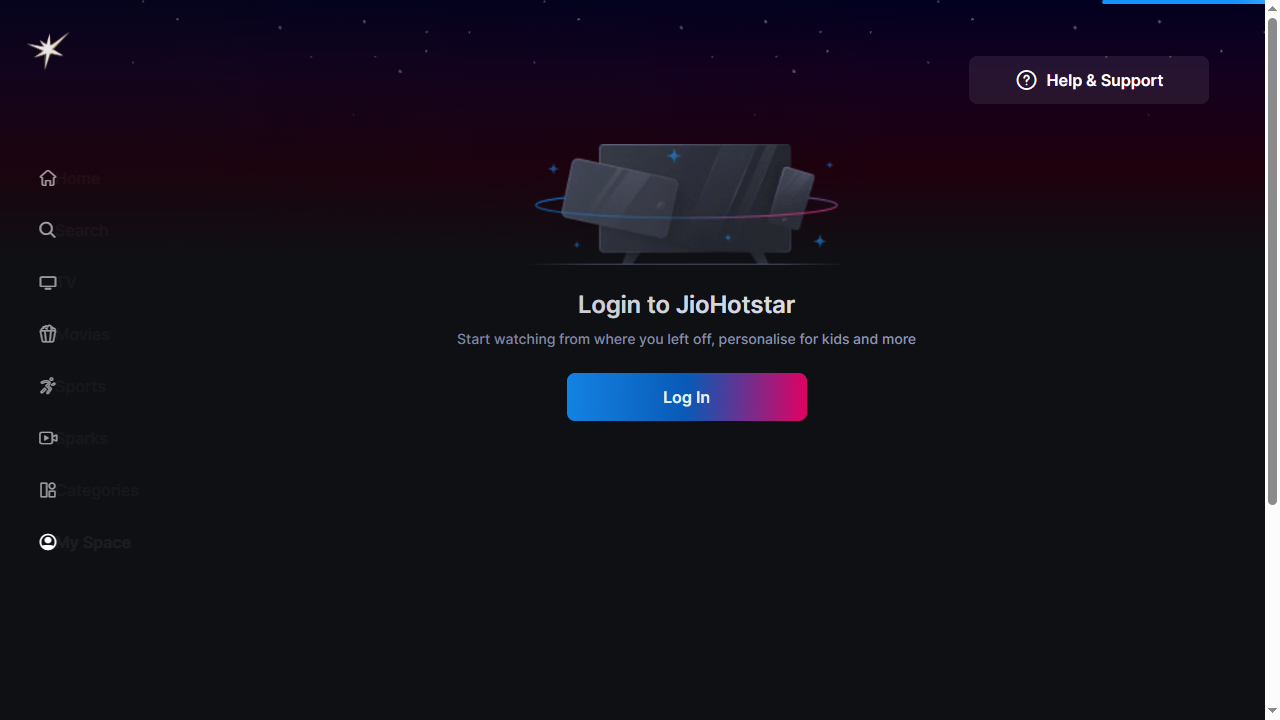 Help & Support
Home
Search
TV
Movies
Sports
Sparks
Categories
My Space
Login to JioHotstar
Start watching from where you left off, personalise for kids and more
Log In